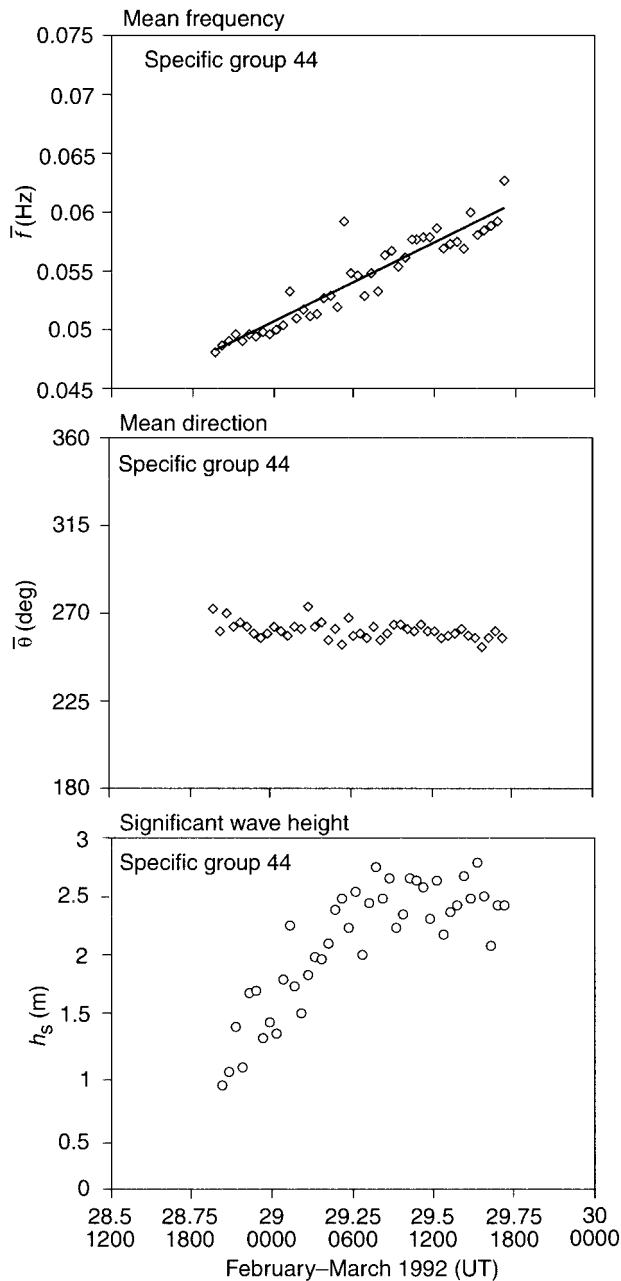 Mean frequency
Specific group 44
0.075
0.07
0.065
0.06
0.055
0.05
0.045
f̅ (Hz)
Mean direction
Specific group 44
360
315
270
225
180
θ̅ (deg)
Significant wave height
Specific group 44
3
2.5
2
1.5
1
0.5
0
hs (m)
28.5 28.75 29 29.25 29.5 29.75 30
1200 1800 0000 0600 1200 1800 0000
February–March 1992 (UT)